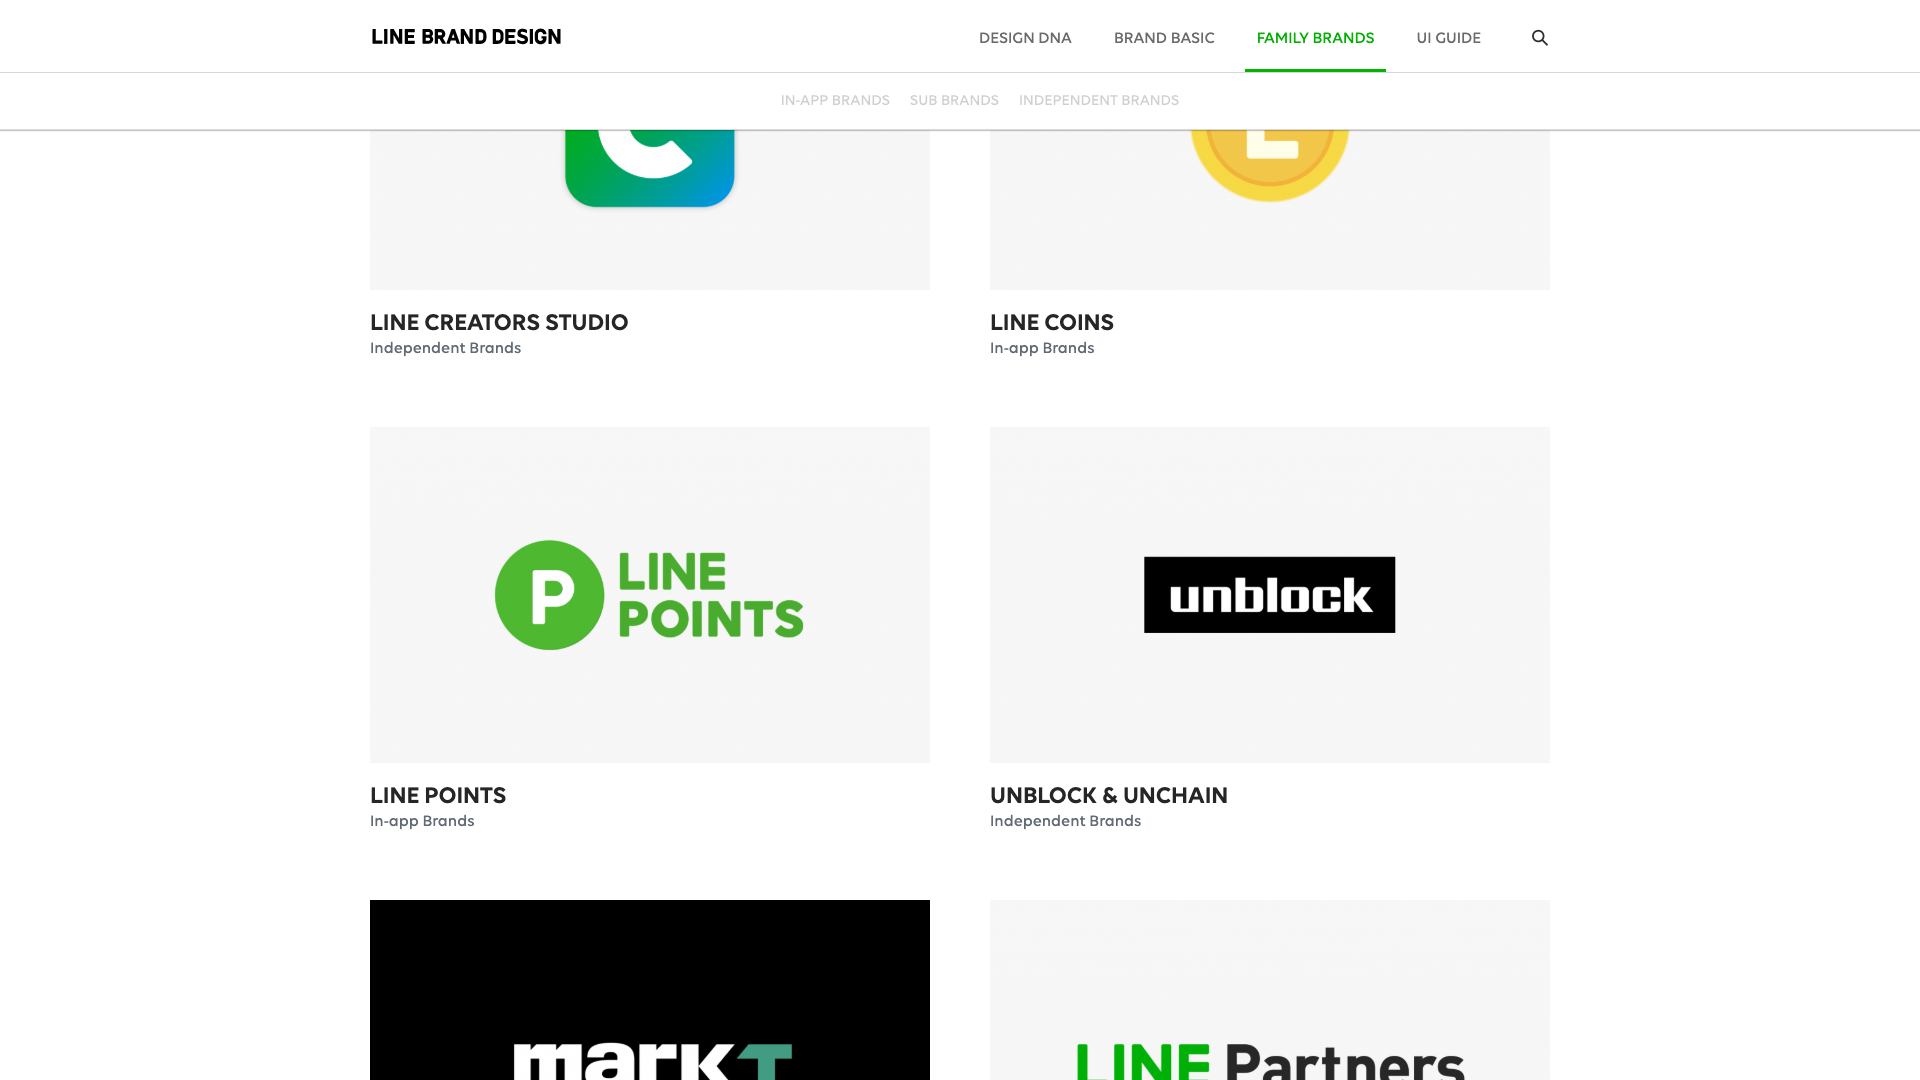 LINE BRAND DESIGN
DESIGN DNA
BRAND BASIC
FAMILY BRANDS
UI GUIDE
IN-APP BRANDS
SUB BRANDS
INDEPENDENT BRANDS
LINE CREATORS STUDIO
Independent Brands
LINE COINS
In-app Brands
P
LINE
POINTS
unblock
LINE POINTS
In-app Brands
UNBLOCK & UNCHAIN
Independent Brands
markT
LINE Partners